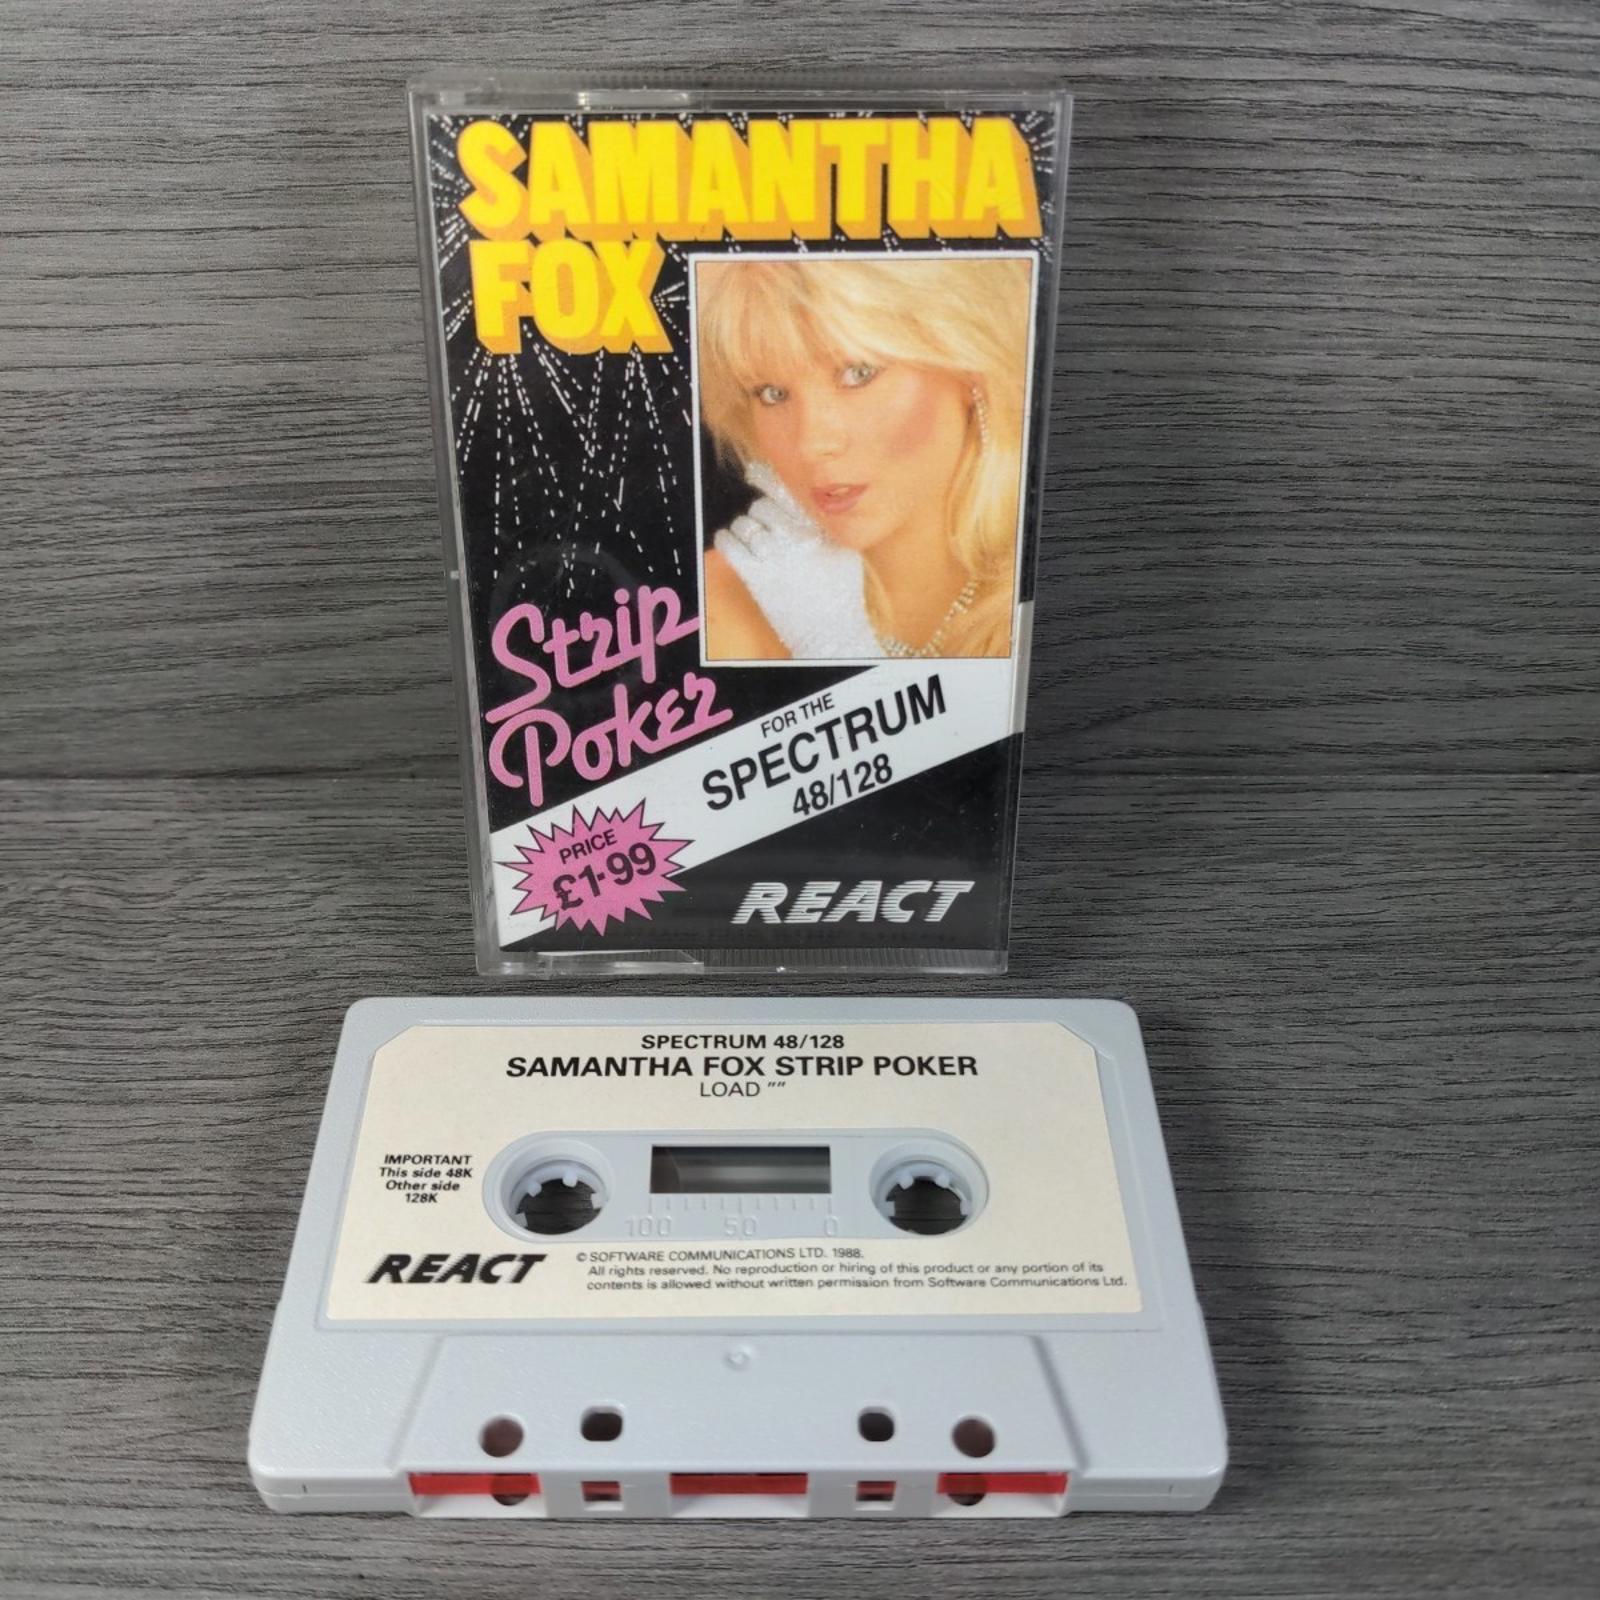 SAMANTHA
FOX
Strip
Poker
FOR THE
SPECTRUM
48/128
PRICE
£1·99
REACT
SPECTRUM 48/128
SAMANTHA FOX STRIP POKER
LOAD ""
IMPORTANT
This side 48K
Other side
128K
100 50 0
REACT
© SOFTWARE COMMUNICATIONS LTD. 1988.
All rights reserved. No reproduction or hiring of this product or any portion of its
contents is allowed without written permission from Software Communications Ltd.